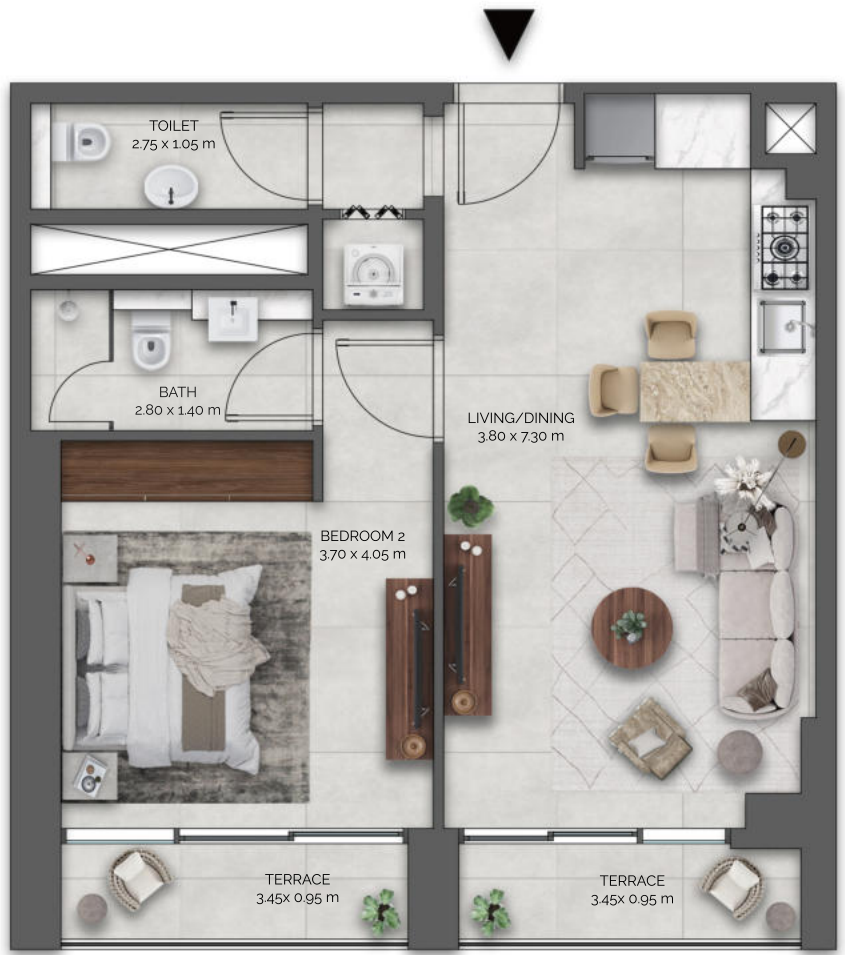 TOILET
2.75 x 1.05 m
BATH
2.80 x 1.40 m
LIVING/DINING
3.80 x 7.30 m
BEDROOM 2
3.70 x 4.05 m
TERRACE
3.45x 0.95 m
TERRACE
3.45x 0.95 m